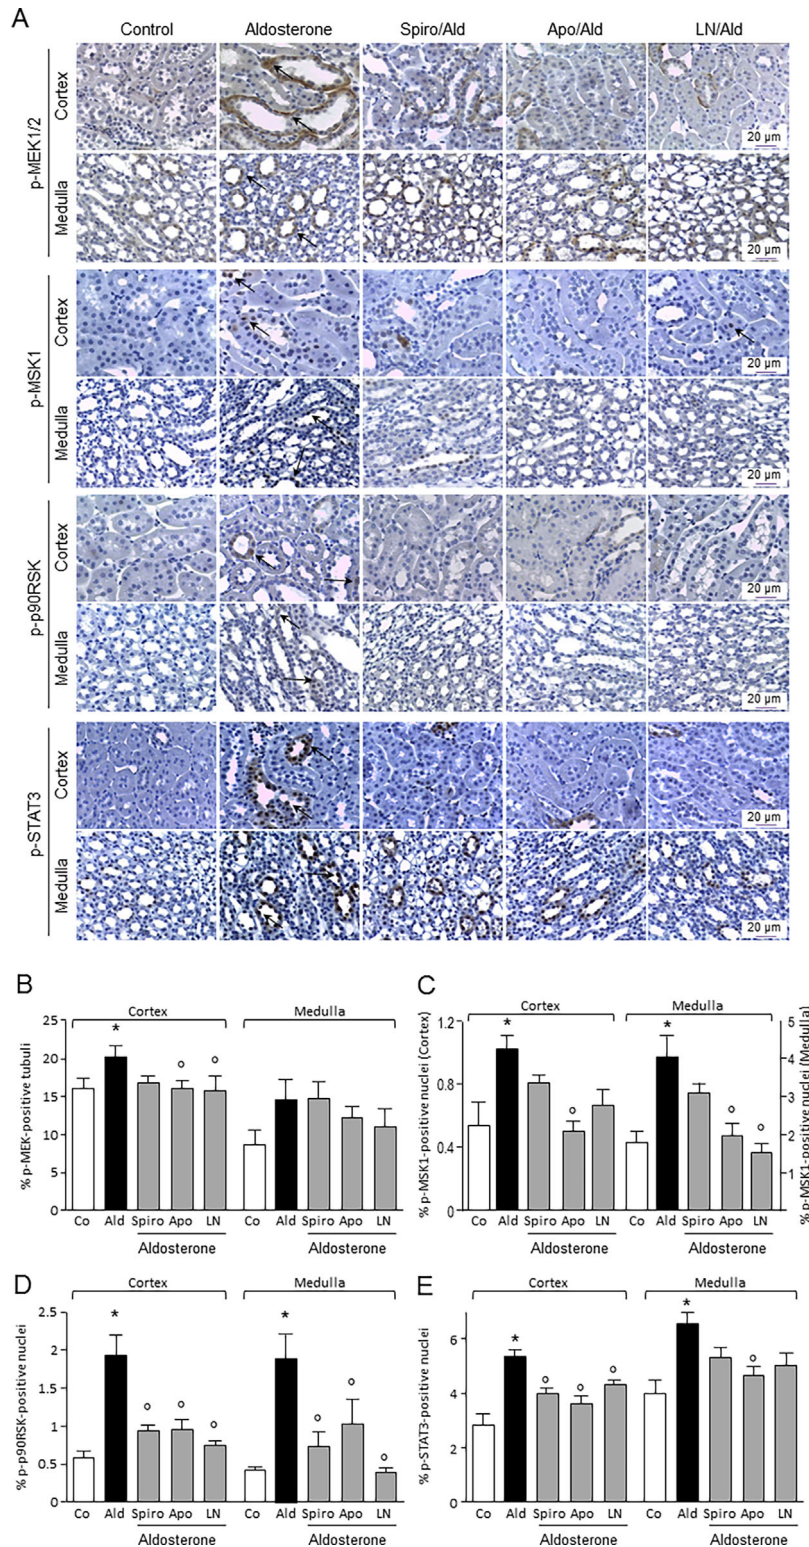 A
Control Aldosterone Spiro/Ald Apo/Ald LN/Ald
p-MEK1/2
Cortex
20 µm
Medulla
20 µm
p-MSK1
Cortex
20 µm
Medulla
20 µm
p-p90RSK
Cortex
20 µm
Medulla
20 µm
p-STAT3
Cortex
20 µm
Medulla
20 µm
B
Cortex Medulla
% p-MEK-positive tubuli
25
20
15
10
5
0
* o o
Co Ald Spiro Apo LN Co Ald Spiro Apo LN
Aldosterone Aldosterone
C
Cortex Medulla
% p-MSK1-positive nuclei (Cortex)
1.2
0.8
0.4
0
* o * o o
5
4
3
2
1
0
% p-MSK1-positive nuclei (Medulla)
Co Ald Spiro Apo LN Co Ald Spiro Apo LN
Aldosterone Aldosterone
D
Cortex Medulla
% p-p90RSK-positive nuclei
2.5
2
1.5
1
0.5
0
* o o o * o o o
Co Ald Spiro Apo LN Co Ald Spiro Apo LN
Aldosterone Aldosterone
E
Cortex Medulla
% p-STAT3-positive nuclei
6
4
2
0
* o o o * o
Co Ald Spiro Apo LN Co Ald Spiro Apo LN
Aldosterone Aldosterone